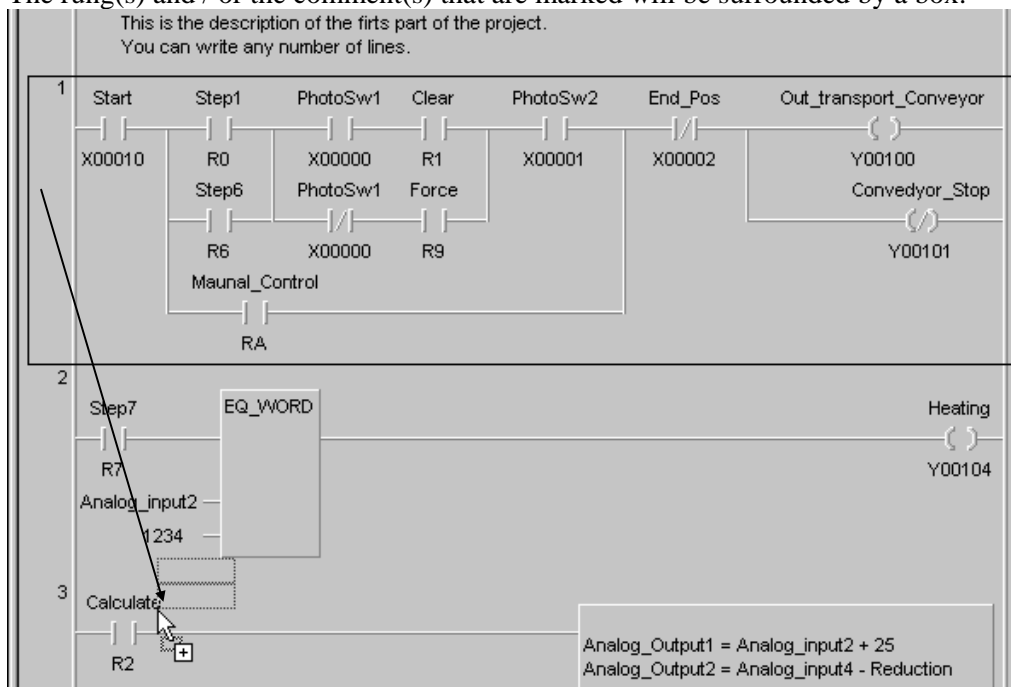 The rung(s) and / or the comment(s) that are marked will be surrounded by a box.
This is the description of the firts part of the project.
You can write any number of lines.
1
Start Step1 PhotoSw1 Clear PhotoSw2 End_Pos Out_transport_Conveyor
X00010 R0 X00000 R1 X00001 X00002 Y00100
Step6 PhotoSw1 Force Convedyor_Stop
R6 X00000 R9 Y00101
Maunal_Control
RA
2
Step7 EQ_WORD Heating
R7 Y00104
Analog_input2
1234
3
Calculate
R2
Analog_Output1 = Analog_input2 + 25
Analog_Output2 = Analog_input4 - Reduction